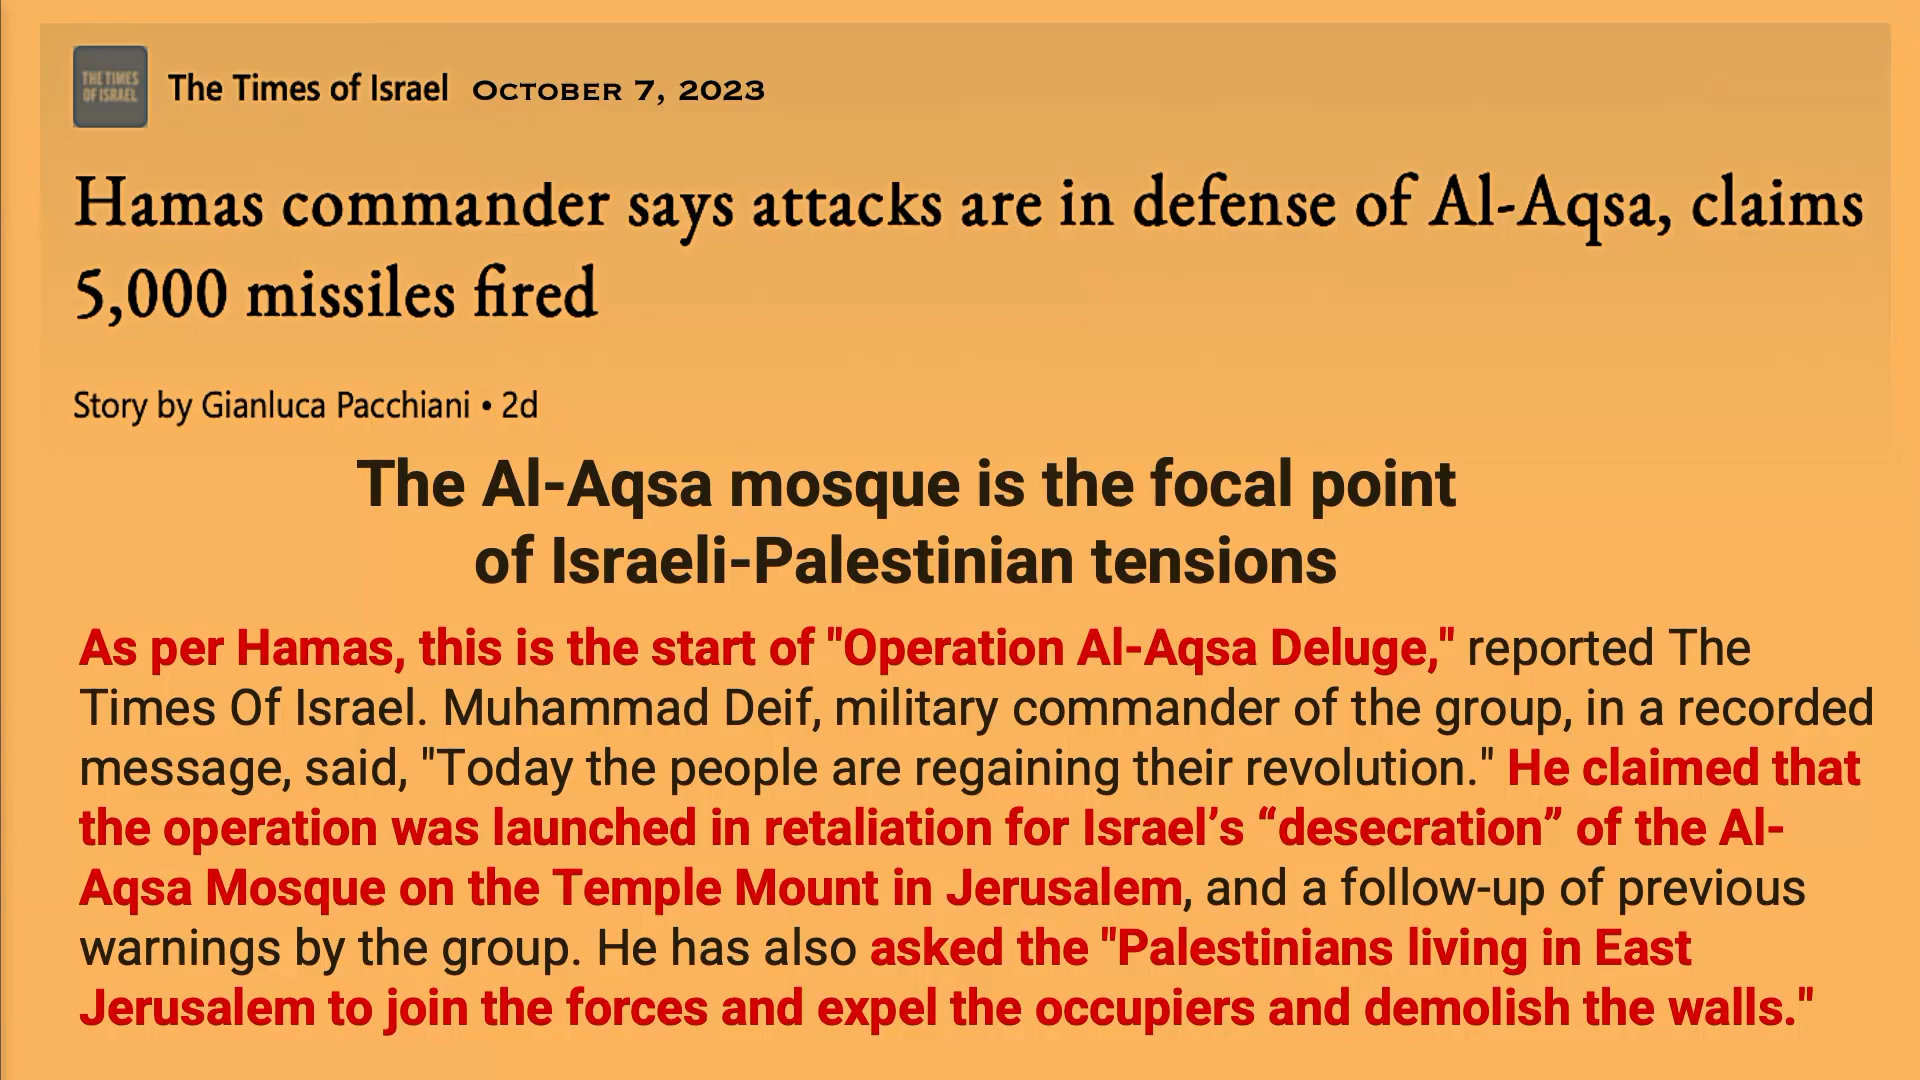 THE TIMES
OF ISRAEL
The Times of Israel OCTOBER 7, 2023
Hamas commander says attacks are in defense of Al-Aqsa, claims
5,000 missiles fired
Story by Gianluca Pacchiani • 2d
The Al-Aqsa mosque is the focal point
of Israeli-Palestinian tensions
As per Hamas, this is the start of "Operation Al-Aqsa Deluge," reported The
Times Of Israel. Muhammad Deif, military commander of the group, in a recorded
message, said, "Today the people are regaining their revolution." He claimed that
the operation was launched in retaliation for Israel’s “desecration” of the Al-
Aqsa Mosque on the Temple Mount in Jerusalem, and a follow-up of previous
warnings by the group. He has also asked the "Palestinians living in East
Jerusalem to join the forces and expel the occupiers and demolish the walls."